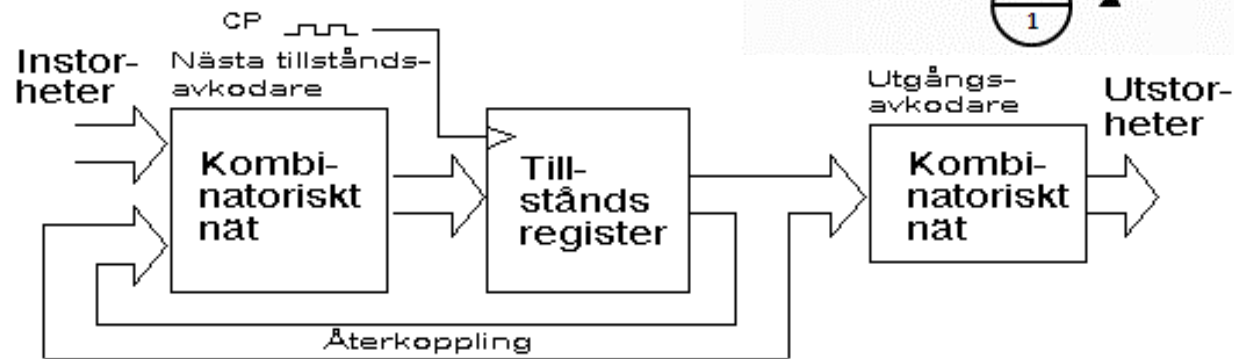 1
CP
Instor-
heter
Nästa tillstånds-
avkodare
Kombi-
natoriskt
nät
Till-
stånds
register
Utgångs-
avkodare
Kombi-
natoriskt
nät
Utstor-
heter
Återkoppling